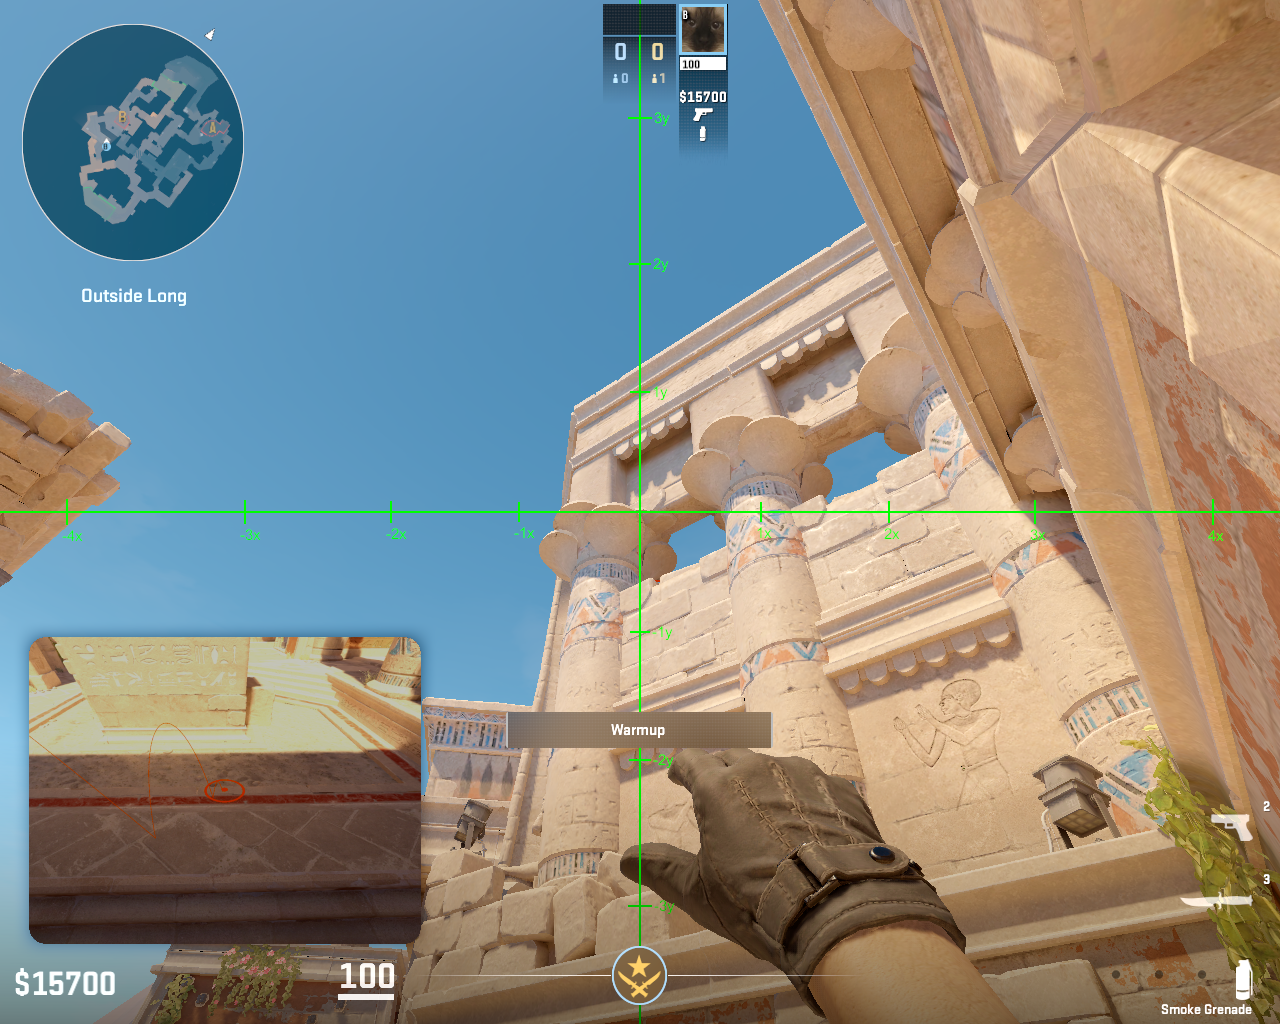 B
0 0
0 1
100
$15700
3y
B
A
2y
Outside Long
1y
-4x -3x -2x -1x 1x 2x 3x 4x
-1y
Warmup
-2y
2
3
$15700
100
Smoke Grenade